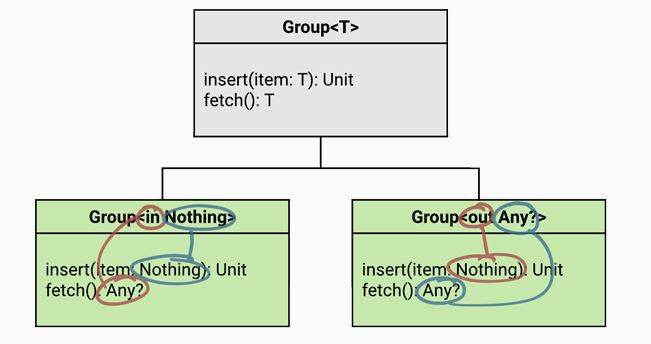 Group<T>
insert(item: T): Unit
fetch(): T
Group<in Nothing>
insert(item: Nothing): Unit
fetch(): Any?
Group<out Any?>
insert(item: Nothing): Unit
fetch(): Any?